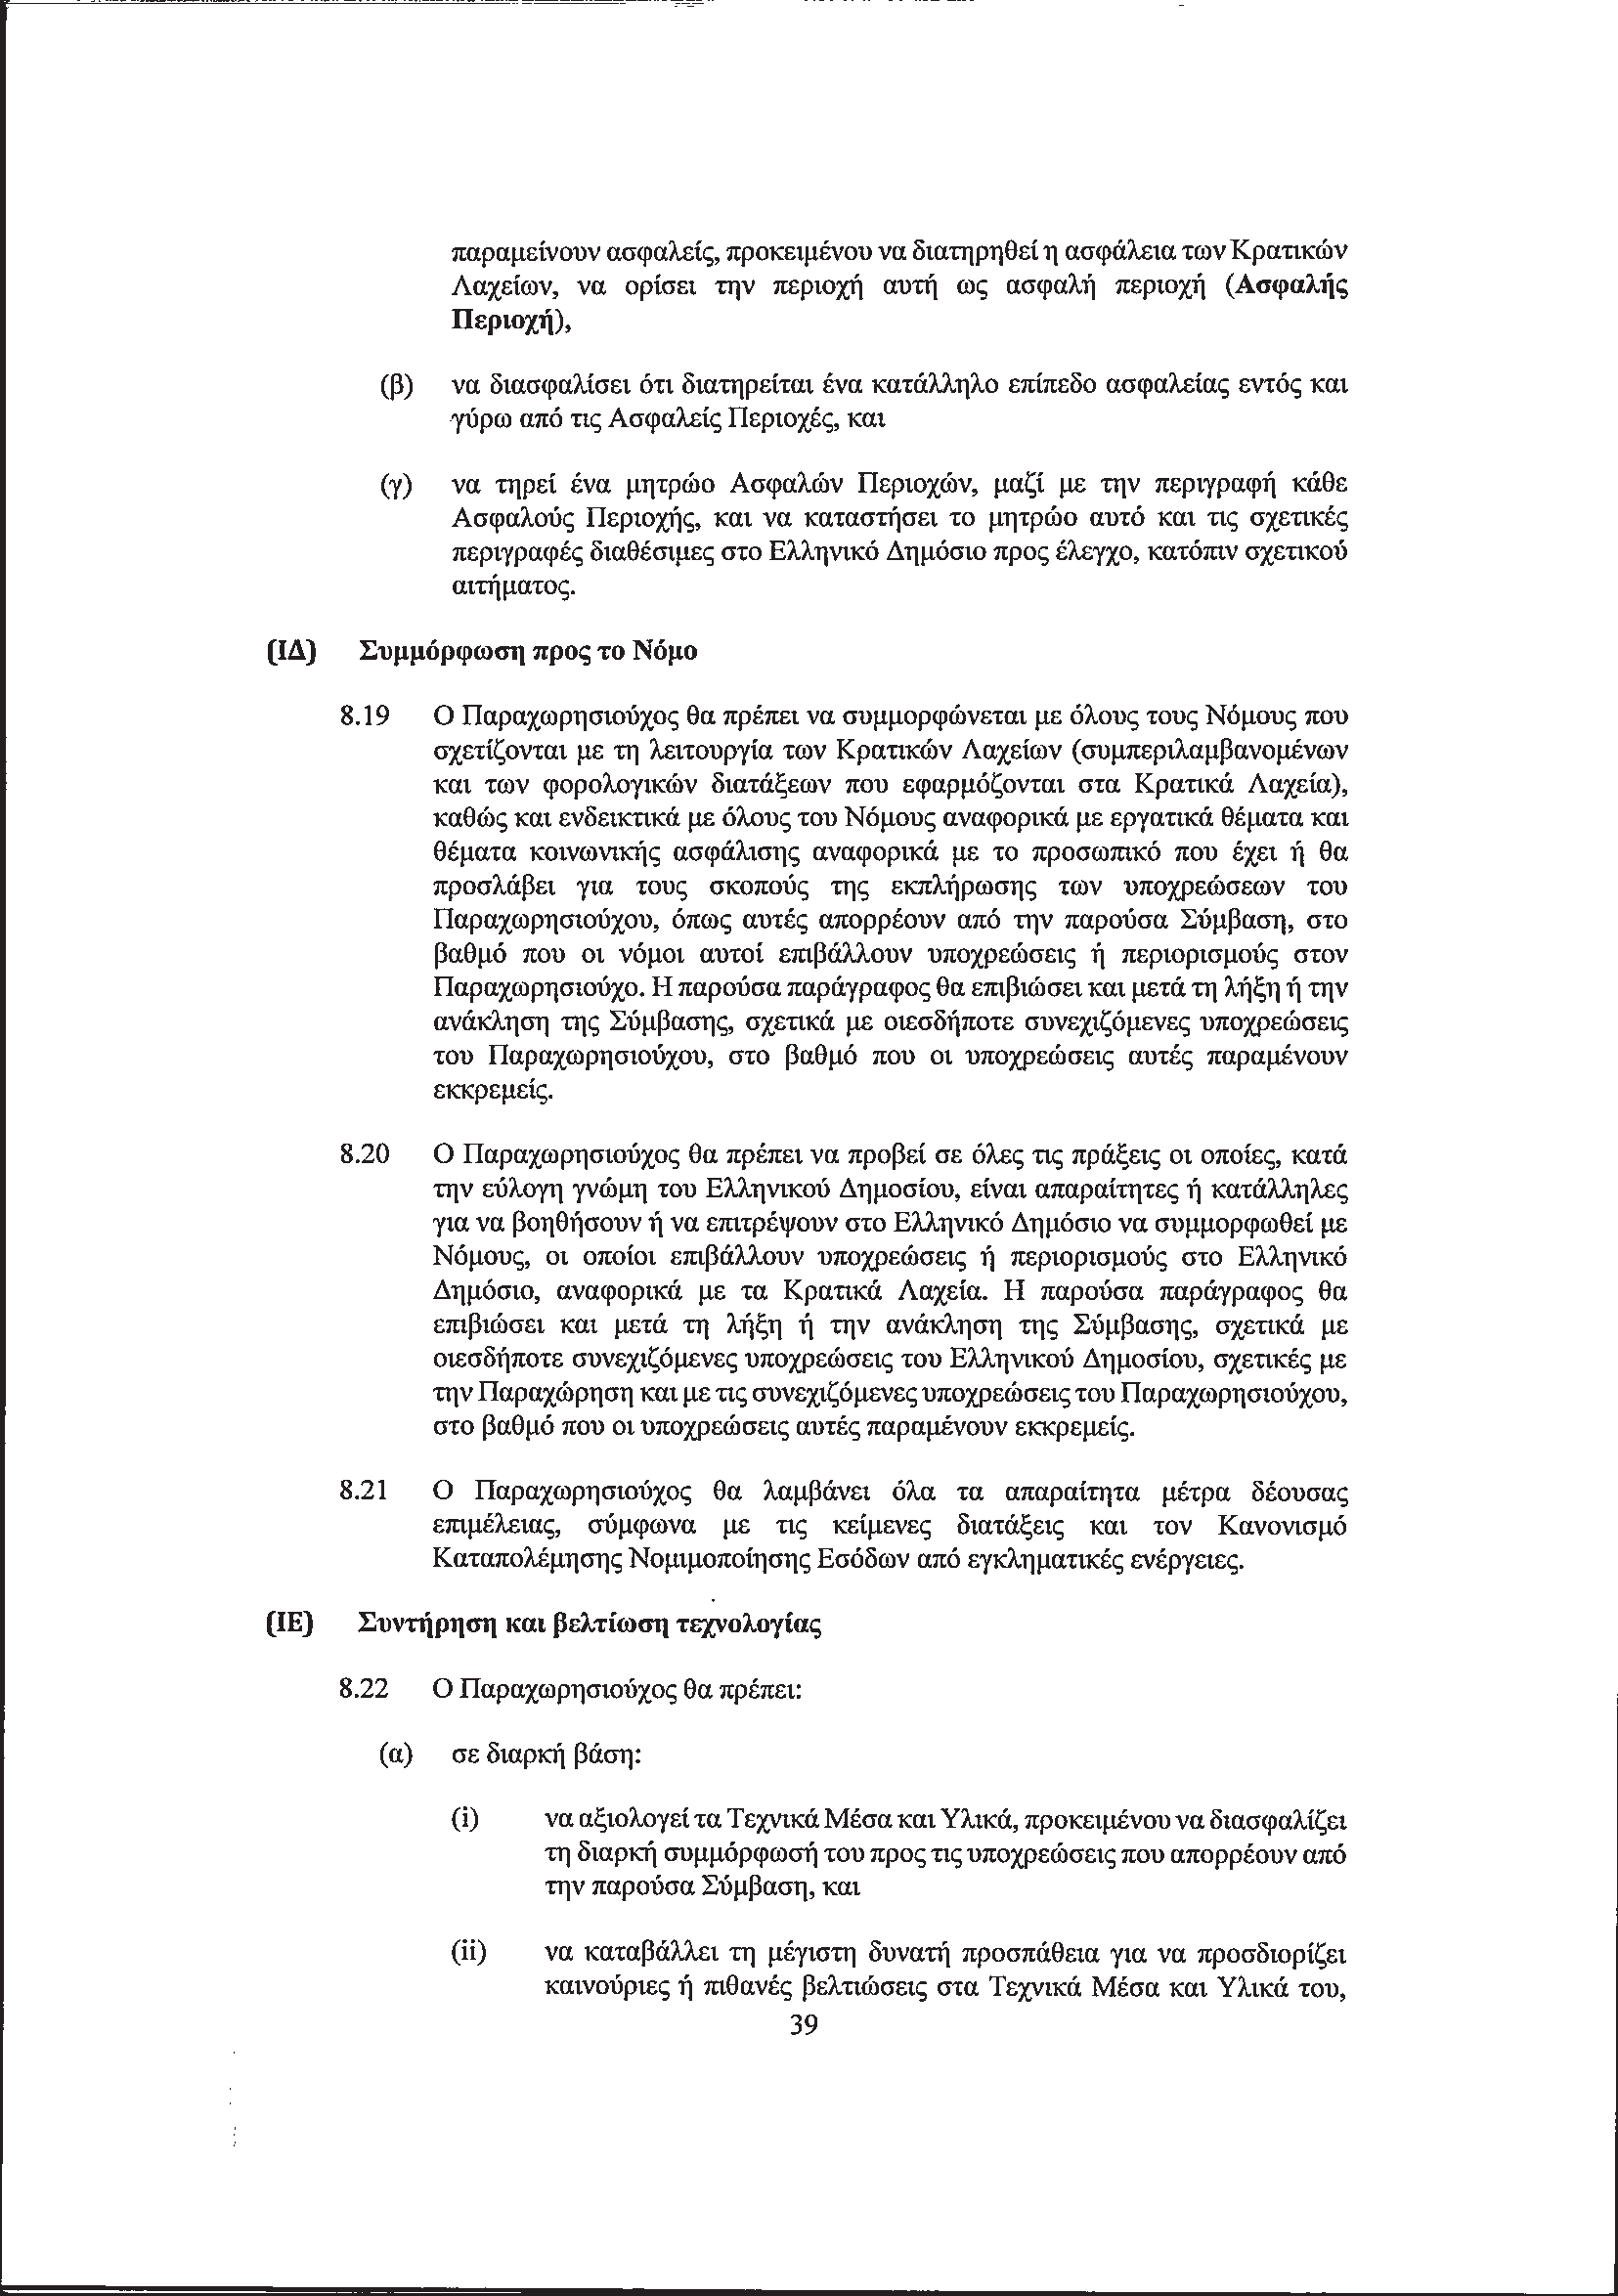 παραμείνουν ασφαλείς, προκειμένου να διατηρηθεί η ασφάλεια των Κρατικών
Λαχείων, να ορίσει την περιοχή αυτή ως ασφαλή περιοχή (Ασφαλής
Περιοχή),
(β) να διασφαλίσει ότι διατηρείται ένα κατάλληλο επίπεδο ασφαλείας εντός και
γύρω από τις Ασφαλείς Περιοχές, και
(γ) να τηρεί ένα μητρώο Ασφαλών Περιοχών, μαζί με την περιγραφή κάθε
Ασφαλούς Περιοχής, και να καταστήσει το μητρώο αυτό και τις σχετικές
περιγραφές διαθέσιμες στο Ελληνικό Δημόσιο προς έλεγχο, κατόπιν σχετικού
αιτήματος.
(ΙΔ) Συμμόρφωση προς το Νόμο
8.19 Ο Παραχωρησιούχος θα πρέπει να συμμορφώνεται με όλους τους Νόμους που
σχετίζονται με τη λειτουργία των Κρατικών Λαχείων (συμπεριλαμβανομένων
και των φορολογικών διατάξεων που εφαρμόζονται στα Κρατικά Λαχεία),
καθώς και ενδεικτικά με όλους του Νόμους αναφορικά με εργατικά θέματα και
θέματα κοινωνικής ασφάλισης αναφορικά με το προσωπικό που έχει ή θα
προσλάβει για τους σκοπούς της εκπλήρωσης των υποχρεώσεων του
Παραχωρησιούχου, όπως αυτές απορρέουν από την παρούσα Σύμβαση, στο
βαθμό που οι νόμοι αυτοί επιβάλλουν υποχρεώσεις ή περιορισμούς στον
Παραχωρησιούχο. Η παρούσα παράγραφος θα επιβιώσει και μετά τη λήξη ή την
ανάκληση της Σύμβασης, σχετικά με οιεσδήποτε συνεχιζόμενες υποχρεώσεις
του Παραχωρησιούχου, στο βαθμό που οι υποχρεώσεις αυτές παραμένουν
εκκρεμείς.
8.20 Ο Παραχωρησιούχος θα πρέπει να προβεί σε όλες τις πράξεις οι οποίες, κατά
την εύλογη γνώμη του Ελληνικού Δημοσίου, είναι απαραίτητες ή κατάλληλες
για να βοηθήσουν ή να επιτρέψουν στο Ελληνικό Δημόσιο να συμμορφωθεί με
Νόμους, οι οποίοι επιβάλλουν υποχρεώσεις ή περιορισμούς στο Ελληνικό
Δημόσιο, αναφορικά με τα Κρατικά Λαχεία. Η παρούσα παράγραφος θα
επιβιώσει και μετά τη λήξη ή την ανάκληση της Σύμβασης, σχετικά με
οιεσδήποτε συνεχιζόμενες υποχρεώσεις του Ελληνικού Δημοσίου, σχετικές με
την Παραχώρηση και με τις συνεχιζόμενες υποχρεώσεις του Παραχωρησιούχου,
στο βαθμό που οι υποχρεώσεις αυτές παραμένουν εκκρεμείς.
8.21 Ο Παραχωρησιούχος θα λαμβάνει όλα τα απαραίτητα μέτρα δέουσας
επιμέλειας, σύμφωνα με τις κείμενες διατάξεις και τον Κανονισμό
Καταπολέμησης Νομιμοποίησης Εσόδων από εγκληματικές ενέργειες.
(ΙΕ) Συντήρηση και βελτίωση τεχνολογίας
8.22 Ο Παραχωρησιούχος θα πρέπει:
(α) σε διαρκή βάση:
(i) να αξιολογεί τα Τεχνικά Μέσα και Υλικά, προκειμένου να διασφαλίζει
τη διαρκή συμμόρφωσή του προς τις υποχρεώσεις που απορρέουν από
την παρούσα Σύμβαση, και
(ii) να καταβάλλει τη μέγιστη δυνατή προσπάθεια για να προσδιορίζει
καινούριες ή πιθανές βελτιώσεις στα Τεχνικά Μέσα και Υλικά του,
39